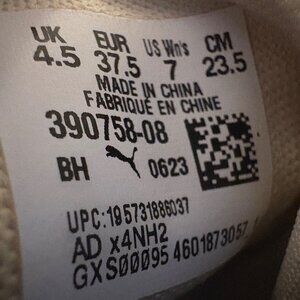 UK EUR US Wn's CM
4.5 37.5 7 23.5
MADE IN CHINA
FABRIQUÉ EN CHINE
390758-08
BH 0623
UPC:195731886037
AD x4NH2
GXS00095 4601873057